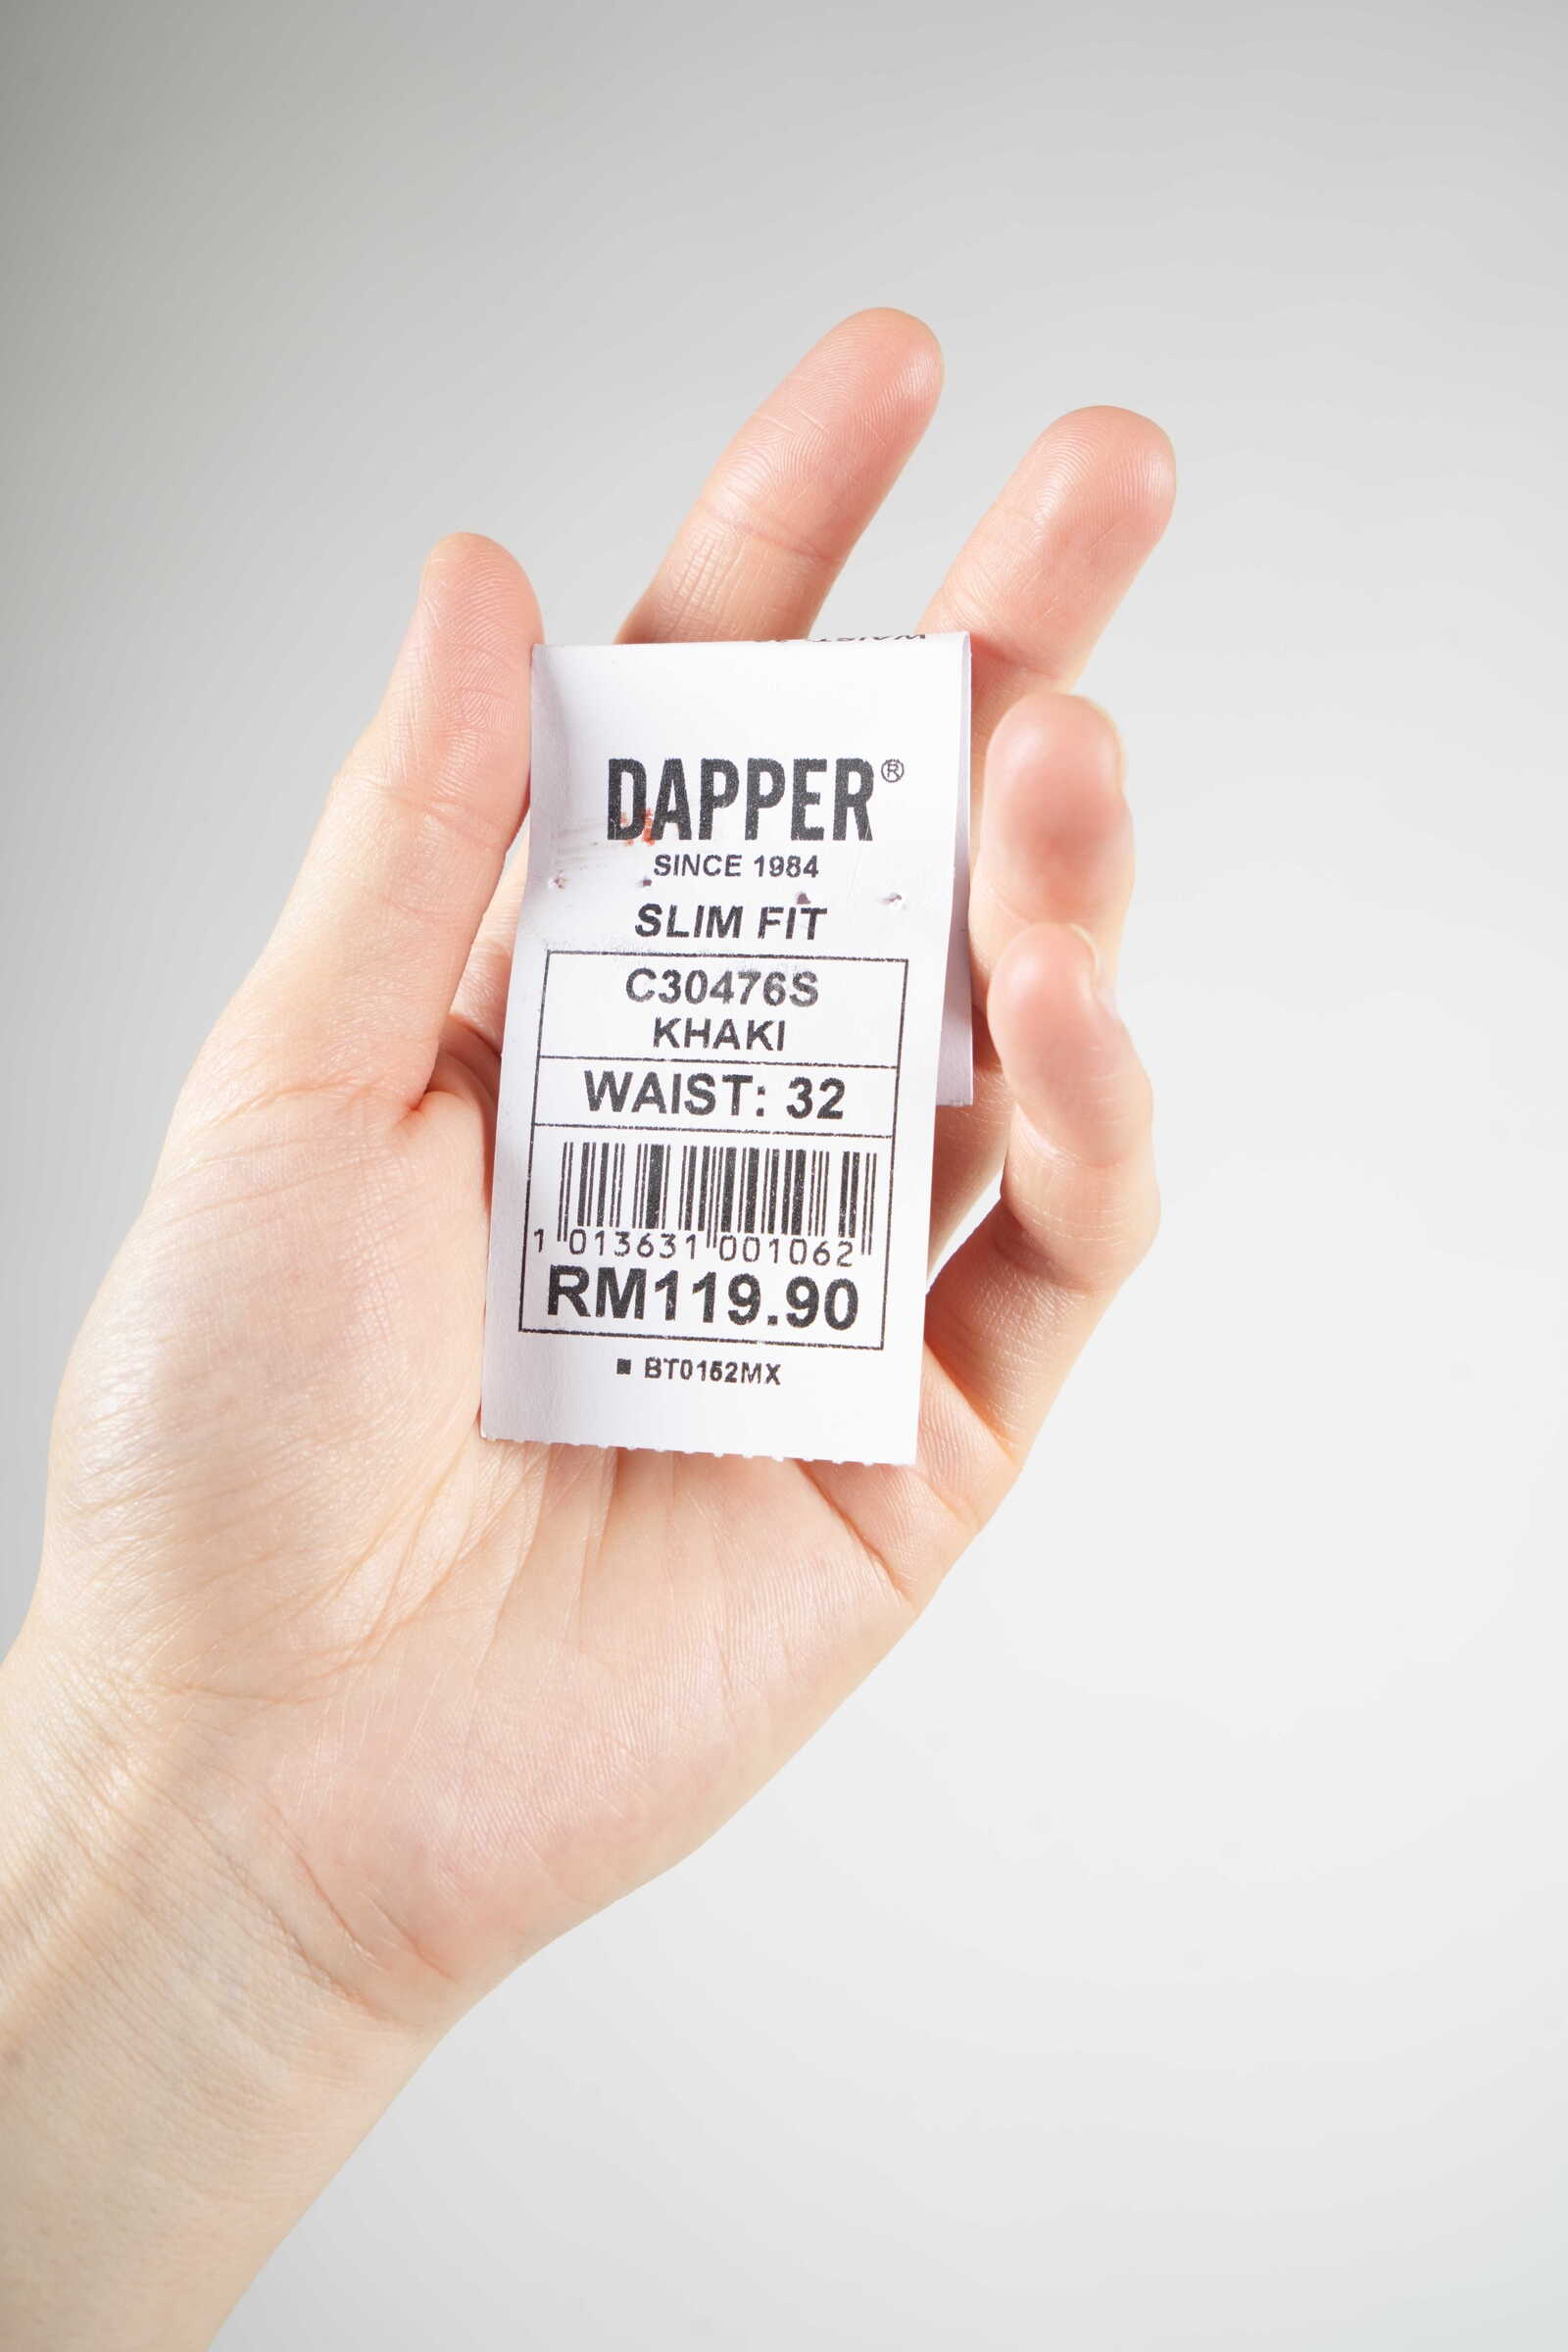 DAPPER®
SINCE 1984
SLIM FIT
C30476S
KHAKI
WAIST: 32
1 013631 001062
RM119.90
■ BT0152MX